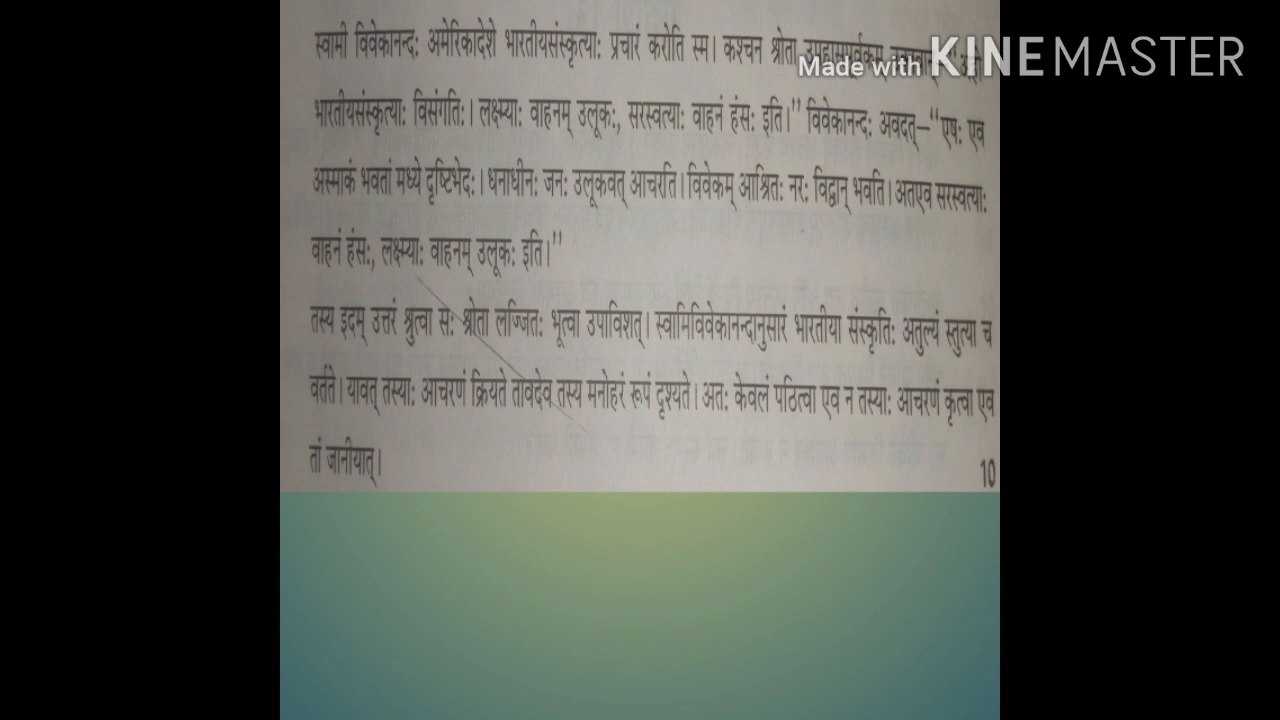 स्वामी विवेकानन्दः अमेरिकादेशे भारतीयसंस्कृत्याः प्रचारं करोति स्म। कश्चन श्रोता उपहासपूर्वकम्
Made with KINEMASTER
भारतीयसंस्कृत्याः विसंगतिः। लक्ष्म्याः वाहनम् उलूकः, सरस्वत्याः वाहनं हंसः इति।" विवेकानन्दः अवदत्–"एषः एव
अस्माकं भवतां मध्ये दृष्टिभेदः। धनाधीनः जनः उलूकवत् आचरति। विवेकम् आश्रितः नरः विद्वान् भवति। अतएव सरस्वत्याः
वाहनं हंसः, लक्ष्म्याः वाहनम् उलूकः इति।"
तस्य इदम् उत्तरं श्रुत्वा सः श्रोता लज्जितः भूत्वा उपाविशत्। स्वामिविवेकानन्दानुसारं भारतीया संस्कृतिः अतुल्यं स्तुत्या च
वर्तते। यावत् तस्याः आचरणं क्रियते तावदेव तस्य मनोहरं रूपं दृश्यते। अतः केवलं पठित्वा एव न तस्याः आचरणं कृत्वा एव
तां जानीयात्।
10